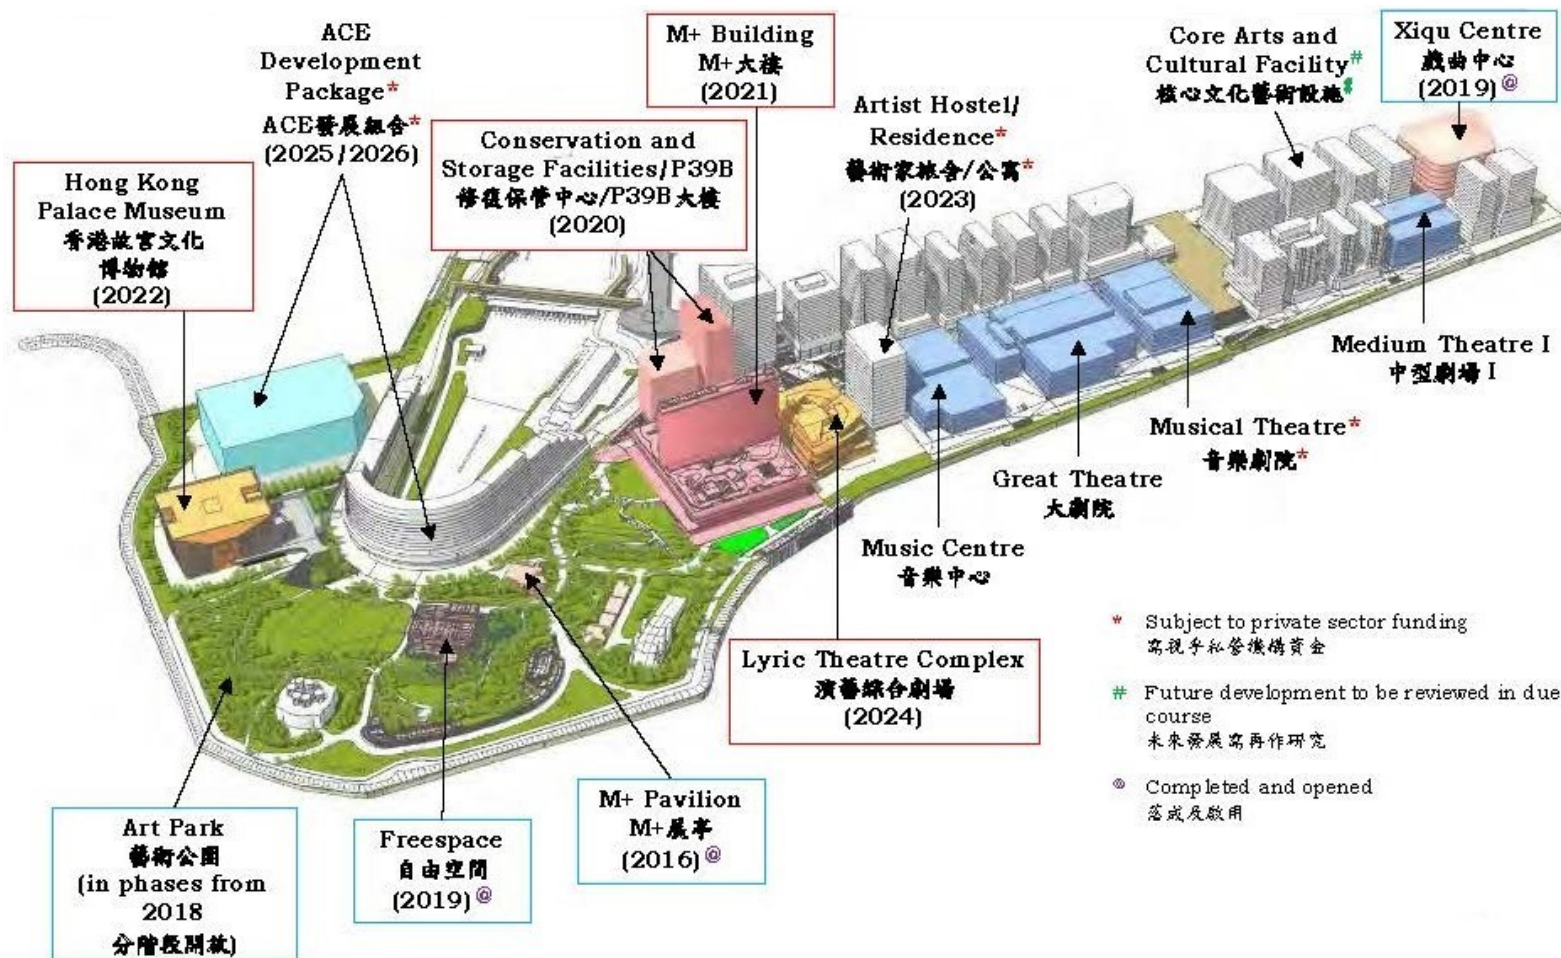 ACE
Development
Package*
ACE發展組合*
(2025/2026)
M+ Building
M+大樓
(2021)
Core Arts and
Cultural Facility#
核心文化藝術設施#
Xiqu Centre
戲曲中心
(2019)@
Hong Kong
Palace Museum
香港故宮文化
博物館
(2022)
Conservation and
Storage Facilities/P39B
修復保管中心/P39B大樓
(2020)
Artist Hostel/
Residence*
藝術家旅舍/公寓*
(2023)
Medium Theatre I
中型劇場 I
Musical Theatre*
音樂劇院*
Great Theatre
大劇院
Music Centre
音樂中心
Lyric Theatre Complex
演藝綜合劇場
(2024)
Art Park
藝術公園
(in phases from
2018
分階段開放)
Freespace
自由空間
(2019)@
M+ Pavilion
M+展亭
(2016)@
* Subject to private sector funding
需視乎私營機構資金
# Future development to be reviewed in due
course
未來發展需再作研究
@ Completed and opened
落成及啟用